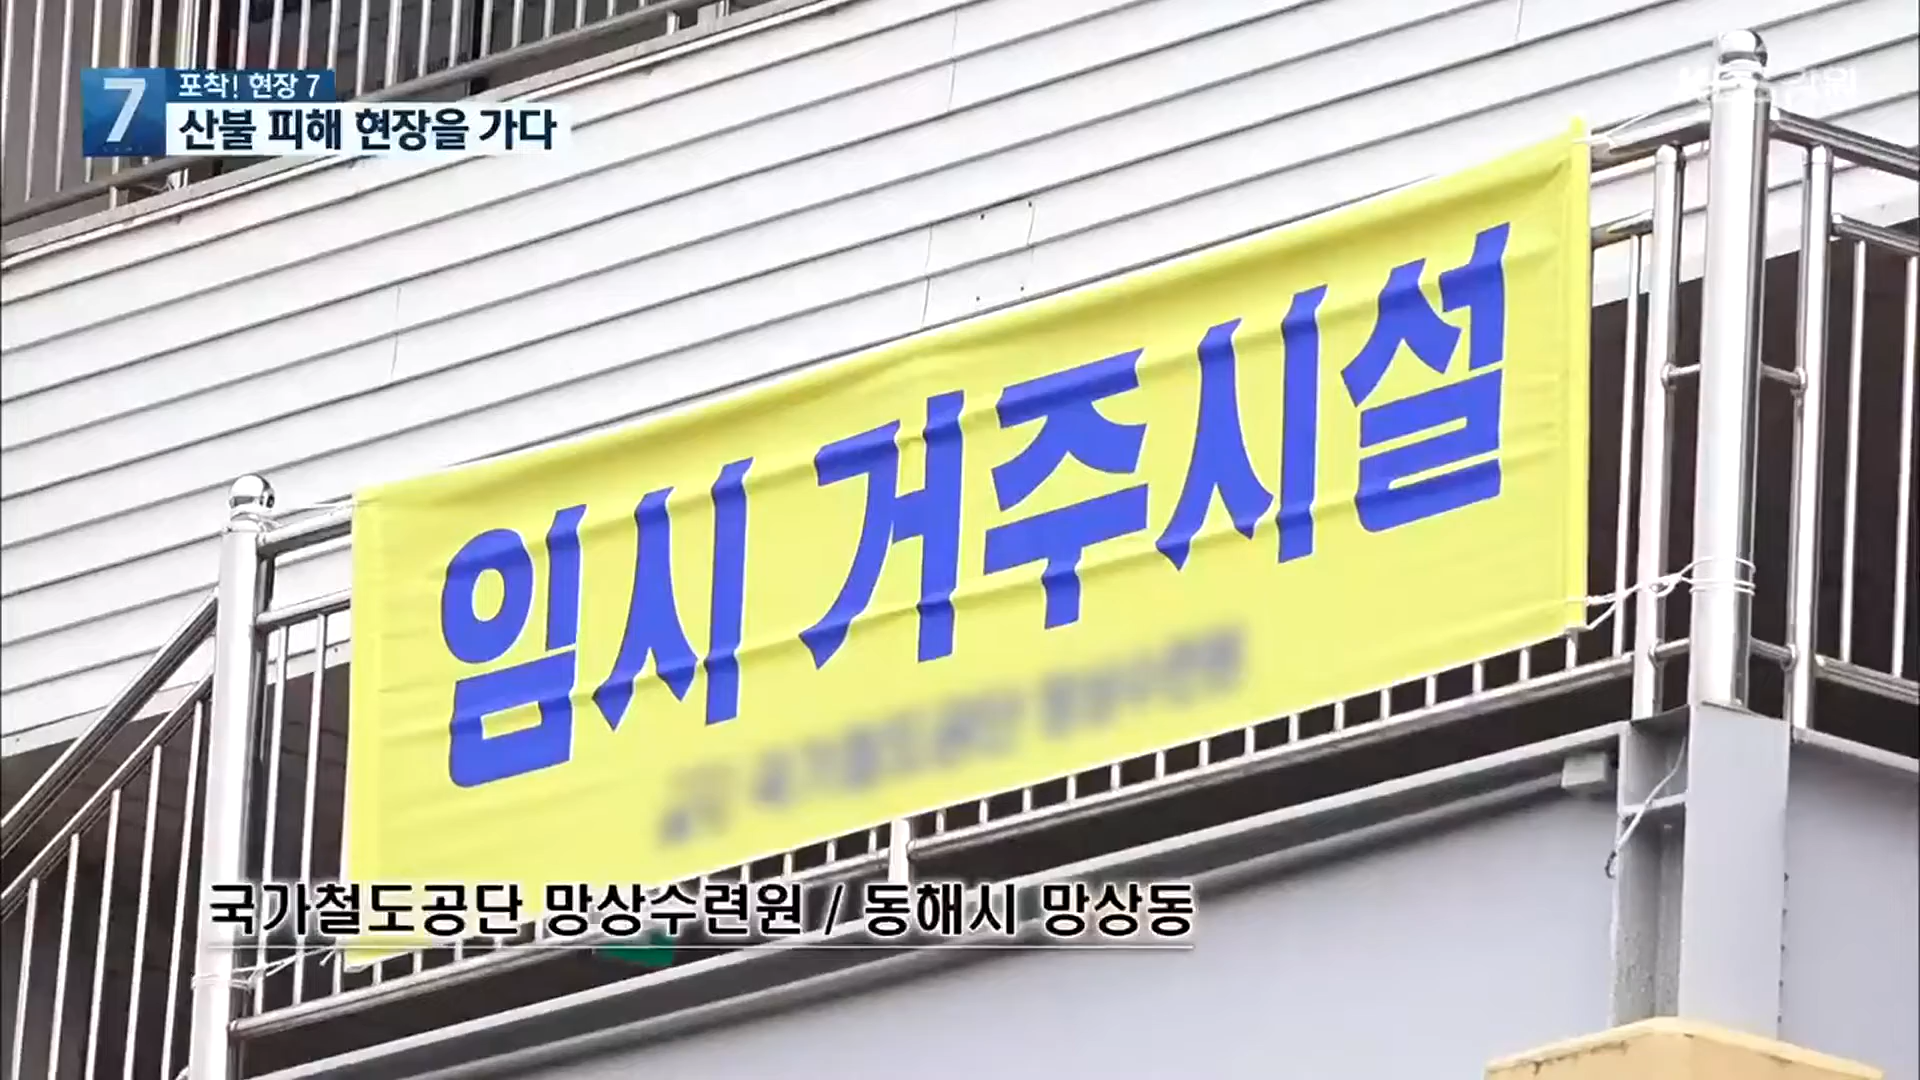 7
포착! 현장 7
산불 피해 현장을 가다
임시 거주시설
국가철도공단 망상수련원 / 동해시 망상동